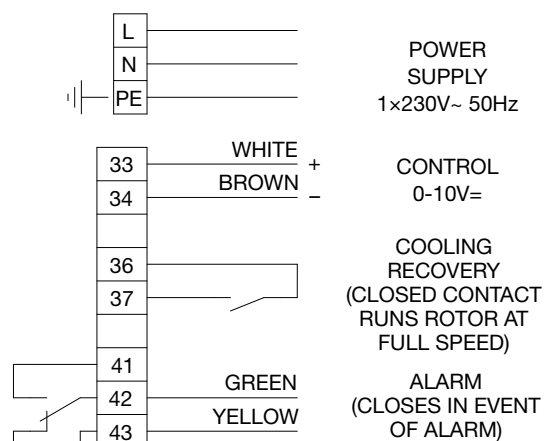 L
N
PE
POWER
SUPPLY
1×230V~ 50Hz
33 WHITE +
34 BROWN −
CONTROL
0-10V=
36
37
COOLING
RECOVERY
(CLOSED CONTACT
RUNS ROTOR AT
FULL SPEED)
41
42 GREEN
43 YELLOW
ALARM
(CLOSES IN EVENT
OF ALARM)